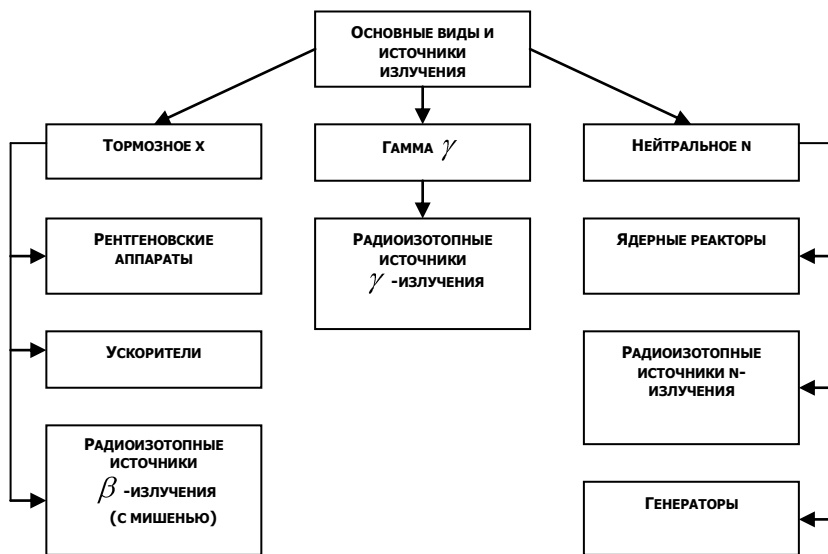 ОСНОВНЫЕ ВИДЫ И
ИСТОЧНИКИ
ИЗЛУЧЕНИЯ
ТОРМОЗНОЕ X
ГАММА γ
НЕЙТРАЛЬНОЕ N
РЕНТГЕНОВСКИЕ
АППАРАТЫ
РАДИОИЗОТОПНЫЕ
ИСТОЧНИКИ
γ -ИЗЛУЧЕНИЯ
ЯДЕРНЫЕ РЕАКТОРЫ
УСКОРИТЕЛИ
РАДИОИЗОТОПНЫЕ
ИСТОЧНИКИ N-
ИЗЛУЧЕНИЯ
РАДИОИЗОТОПНЫЕ
ИСТОЧНИКИ
β -ИЗЛУЧЕНИЯ
(С МИШЕНЬЮ)
ГЕНЕРАТОРЫ